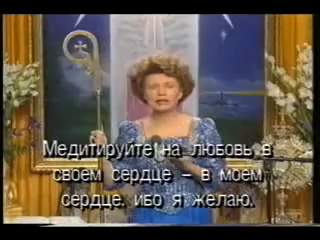 Медитируйте на любовь в
своем сердце – в моем
сердце, ибо я желаю.